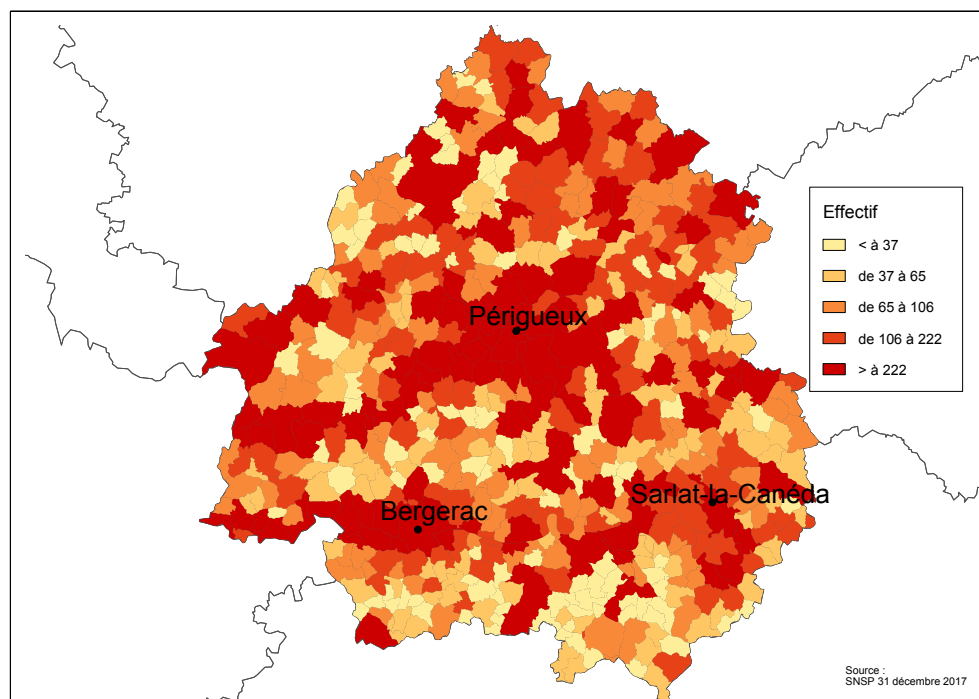 Effectif
< à 37
de 37 à 65
de 65 à 106
de 106 à 222
> à 222
Périgueux
Sarlat-la-Canéda
Bergerac
Source :
SNSP 31 décembre 2017